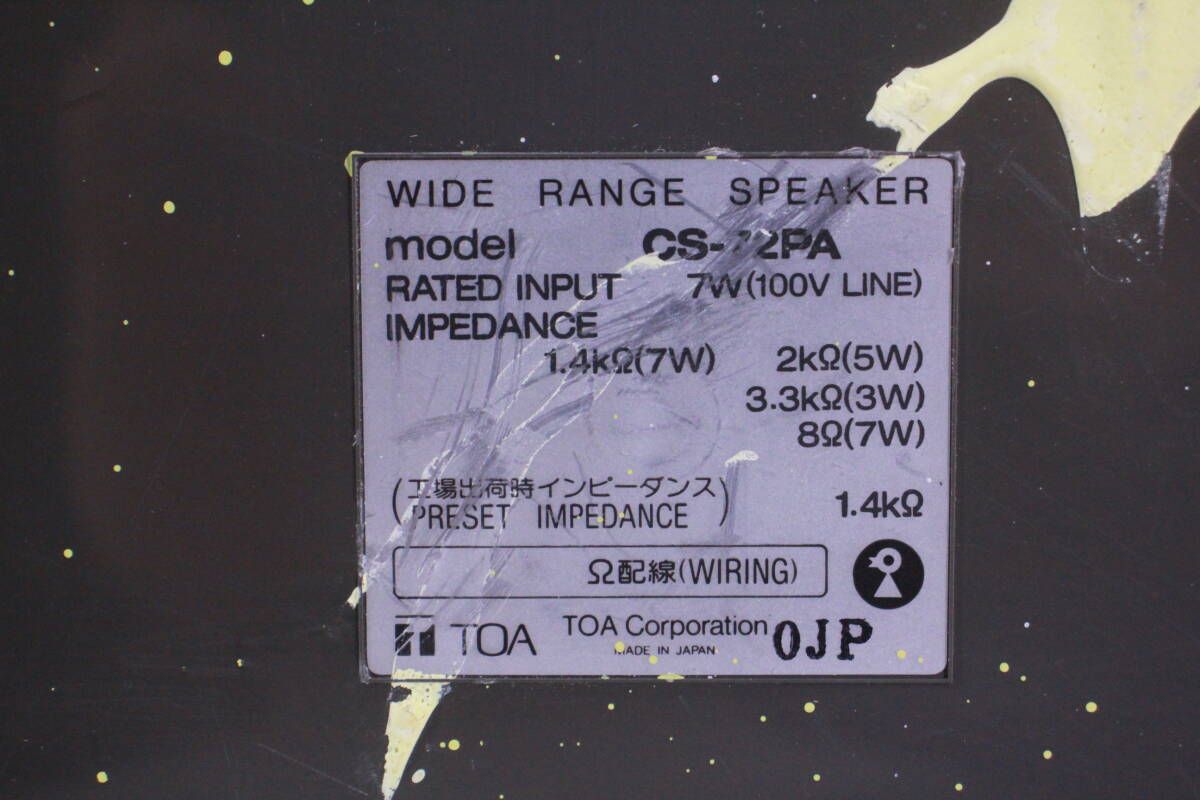 WIDE RANGE SPEAKER
model
RATED INPUT 7W(100V LINE)
IMPEDANCE
1.4kΩ(7W) 2kΩ(5W)
3.3kΩ(3W)
8Ω(7W)
(工場出荷時インピーダンス
PRESET IMPEDANCE) 1.4kΩ
Ω配線(WIRING)
TOA TOA Corporation 0JP
MADE IN JAPAN